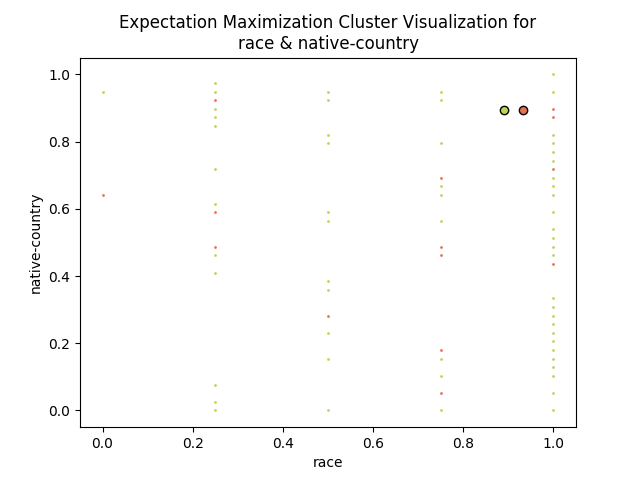 Expectation Maximization Cluster Visualization for
race & native-country
1.0
0.8
0.6
0.4
0.2
0.0
native-country
0.0 0.2 0.4 0.6 0.8 1.0
race